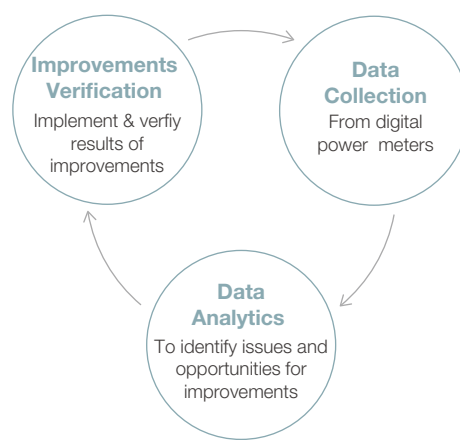 Improvements
Verification
Implement & verfiy
results of
improvements
Data
Collection
From digital
power meters
Data
Analytics
To identify issues and
opportunities for
improvements